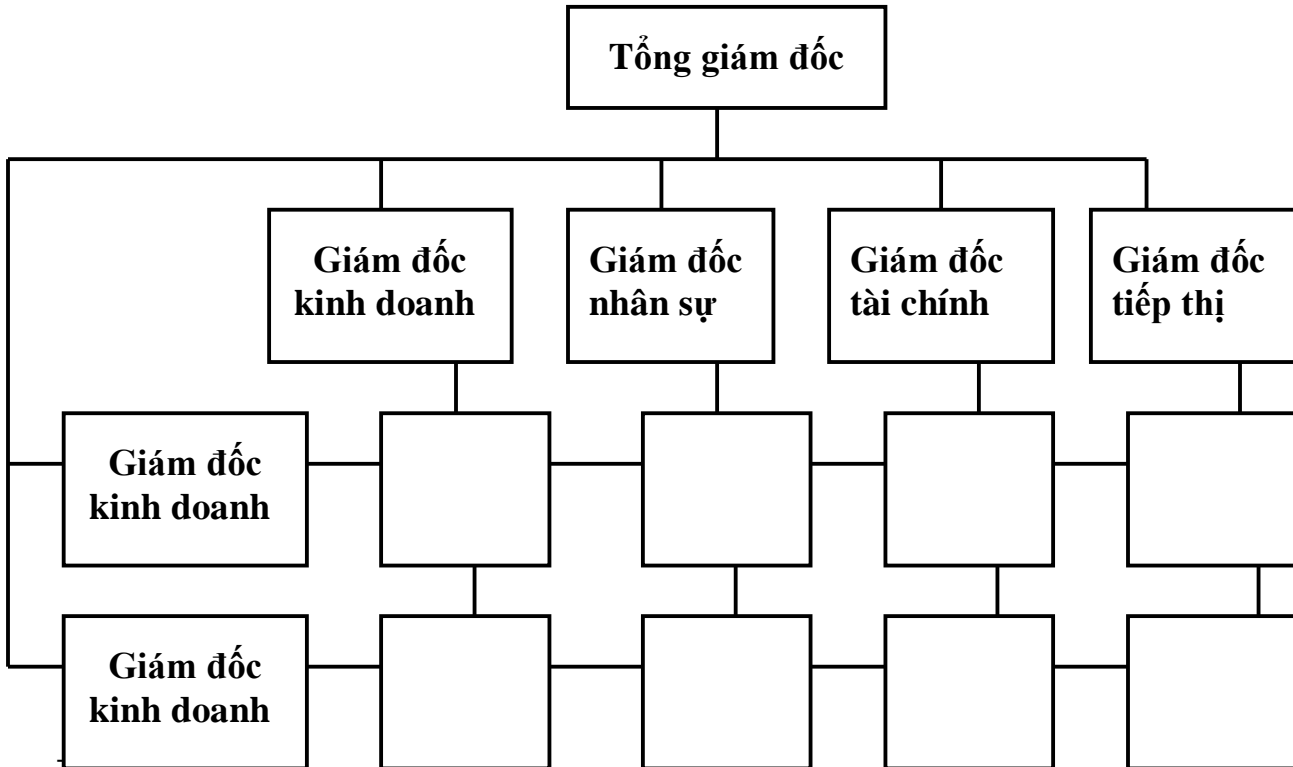 Tổng giám đốc
Giám đốc
kinh doanh
Giám đốc
nhân sự
Giám đốc
tài chính
Giám đốc
tiếp thị
Giám đốc
kinh doanh
Giám đốc
kinh doanh